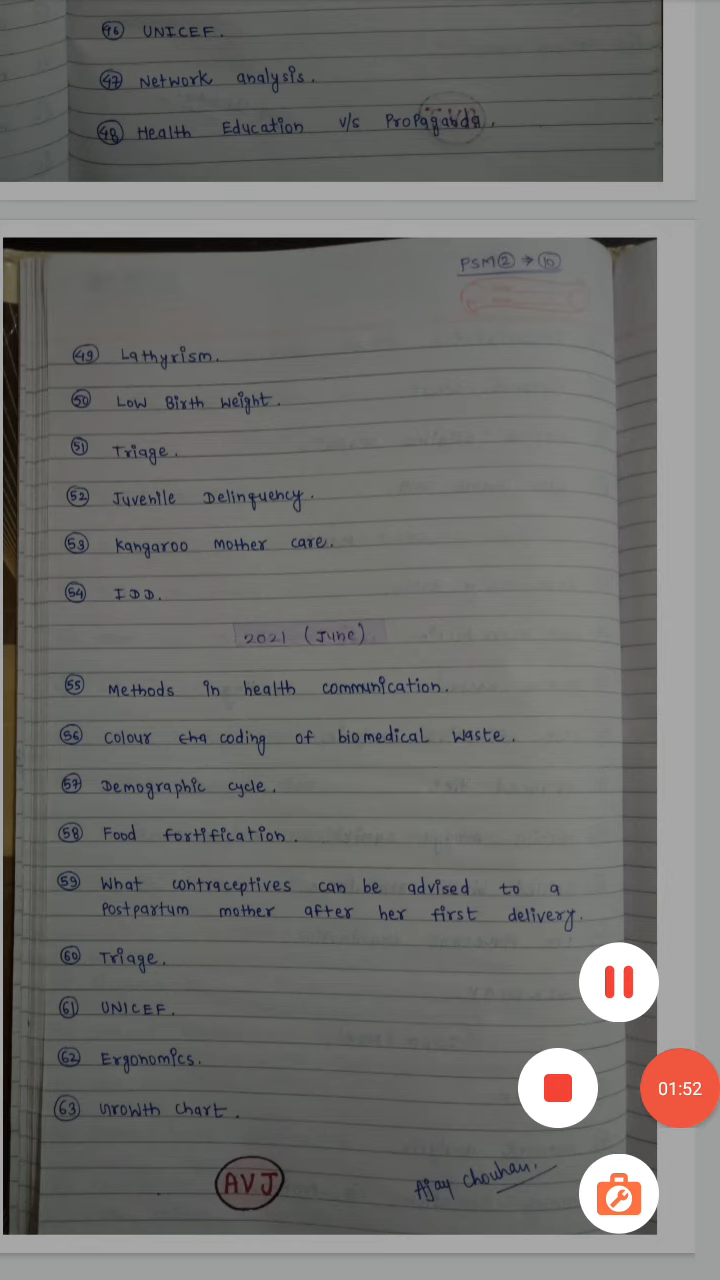 46 UNICEF.
47 Network analysis.
48 Health Education v/s Propaganda.
PSM② → 10
49 Lathyrism.
50 Low Birth Weight.
51 Triage.
52 Juvenile Delinquency.
53 Kangaroo mother care.
54 IDD.
2021 (June).
55 Methods in health communication.
56 Colour coding of biomedical waste.
57 Demographic cycle.
58 Food fortification.
59 What contraceptives can be advised to a
Postpartum mother after her first delivery.
60 Triage.
61 UNICEF.
62 Ergonomics.
63 Growth chart.
AVJ
Ajay Chouhan.
01:52